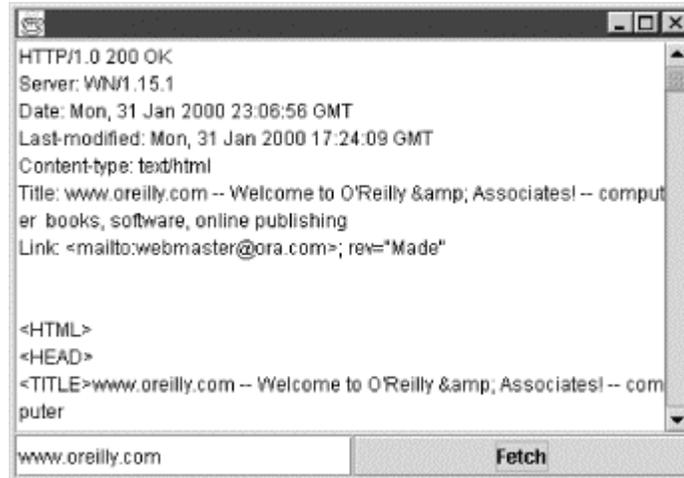 HTTP/1.0 200 OK
Server: WN/1.15.1
Date: Mon, 31 Jan 2000 23:06:56 GMT
Last-modified: Mon, 31 Jan 2000 17:24:09 GMT
Content-type: text/html
Title: www.oreilly.com -- Welcome to O'Reilly &amp; Associates! -- comput
er books, software, online publishing
Link: <mailto:webmaster@ora.com>; rev="Made"
<HTML>
<HEAD>
<TITLE>www.oreilly.com -- Welcome to O'Reilly &amp; Associates! -- com
puter
www.oreilly.com
Fetch